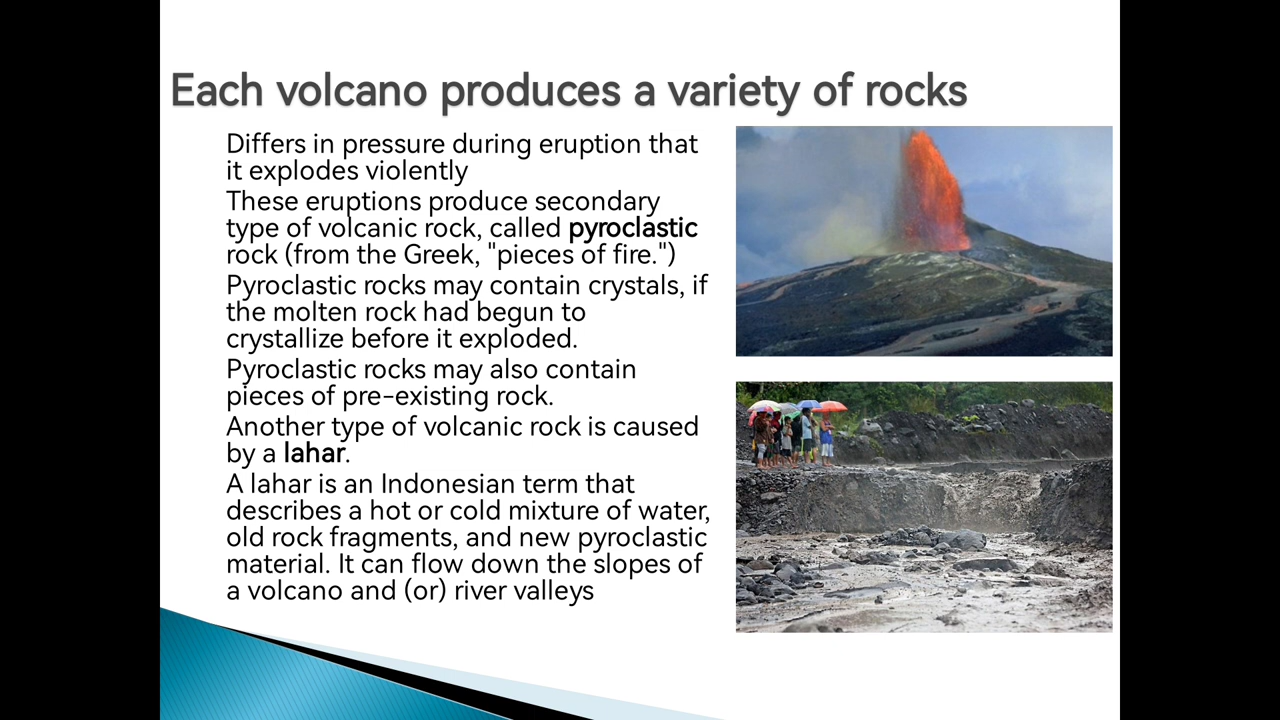 Each volcano produces a variety of rocks
Differs in pressure during eruption that
it explodes violently
These eruptions produce secondary
type of volcanic rock, called pyroclastic
rock (from the Greek, "pieces of fire.")
Pyroclastic rocks may contain crystals, if
the molten rock had begun to
crystallize before it exploded.
Pyroclastic rocks may also contain
pieces of pre-existing rock.
Another type of volcanic rock is caused
by a lahar.
A lahar is an Indonesian term that
describes a hot or cold mixture of water,
old rock fragments, and new pyroclastic
material. It can flow down the slopes of
a volcano and (or) river valleys